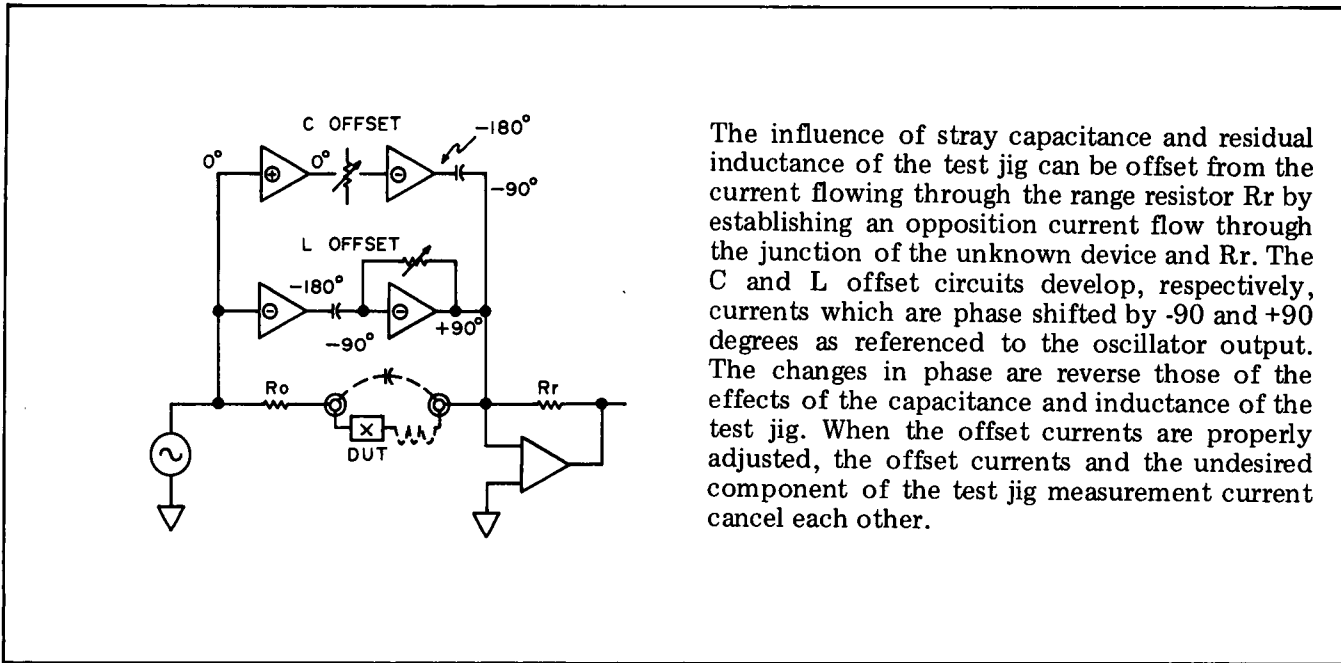 C OFFSET
-180°
0°
0°
-90°
L OFFSET
-180°
-90°
+90°
Ro
Rr
X
DUT
The influence of stray capacitance and residual
inductance of the test jig can be offset from the
current flowing through the range resistor Rr by
establishing an opposition current flow through
the junction of the unknown device and Rr. The
C and L offset circuits develop, respectively,
currents which are phase shifted by -90 and +90
degrees as referenced to the oscillator output.
The changes in phase are reverse those of the
effects of the capacitance and inductance of the
test jig. When the offset currents are properly
adjusted, the offset currents and the undesired
component of the test jig measurement current
cancel each other.